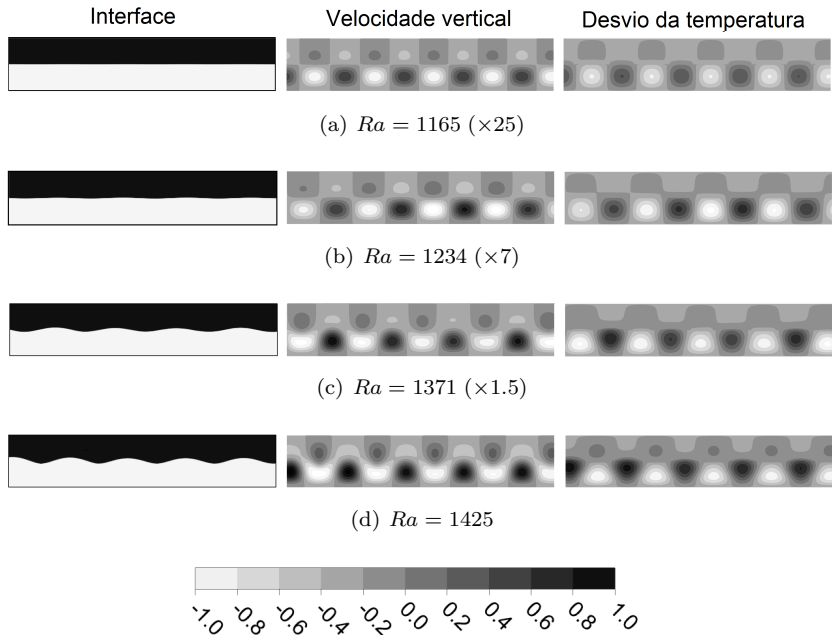 Interface Velocidade vertical Desvio da temperatura
(a) Ra = 1165 (×25)
(b) Ra = 1234 (×7)
(c) Ra = 1371 (×1.5)
(d) Ra = 1425
-1.0 -0.8 -0.6 -0.4 -0.2 0.0 0.2 0.4 0.6 0.8 1.0